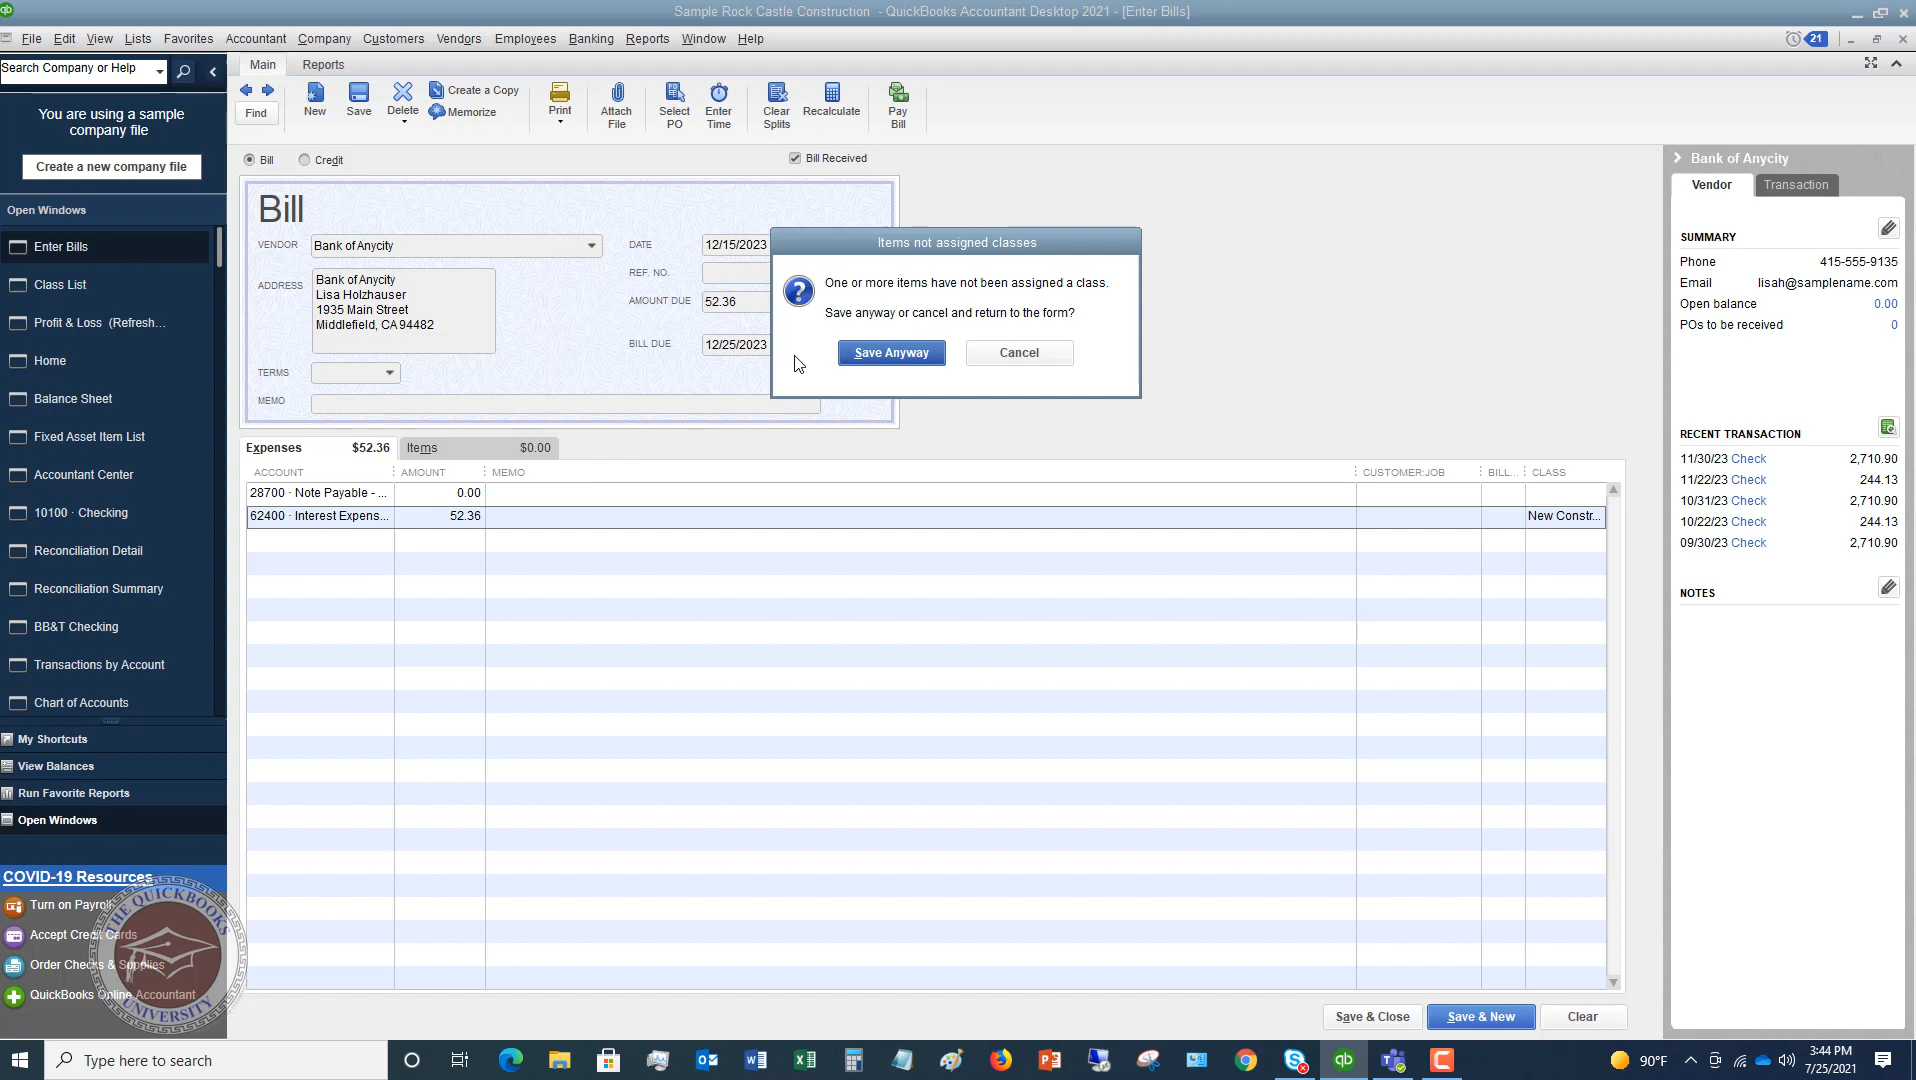 Sample Rock Castle Construction - QuickBooks Accountant Desktop 2021 - [Enter Bills]
File Edit View Lists Favorites Accountant Company Customers Vendors Employees Banking Reports Window Help
21
Search Company or Help
Main Reports
You are using a sample
company file
Create a new company file
Find
New
Save
Delete
Create a Copy
Memorize
Print
Attach
File
Select
PO
Enter
Time
Clear
Splits
Recalculate
Pay
Bill
Open Windows
Enter Bills
Class List
Profit & Loss (Refresh...
Home
Balance Sheet
Fixed Asset Item List
Accountant Center
10100 · Checking
Reconciliation Detail
Reconciliation Summary
BB&T Checking
Transactions by Account
Chart of Accounts
My Shortcuts
View Balances
Run Favorite Reports
Open Windows
COVID-19 Resources
Turn on Payroll
Accept Credit Cards
Order Checks & Supplies
QuickBooks Online Accountant
THE QUICKBOOKS
UNIVERSITY
Bill
Credit
Bill Received
Bill
VENDOR Bank of Anycity
ADDRESS
Bank of Anycity
Lisa Holzhauser
1935 Main Street
Middlefield, CA 94482
TERMS
MEMO
DATE 12/15/2023
REF. NO.
AMOUNT DUE 52.36
BILL DUE 12/25/2023
Items not assigned classes
One or more items have not been assigned a class.
Save anyway or cancel and return to the form?
Save Anyway Cancel
Expenses $52.36 Items $0.00
ACCOUNT AMOUNT MEMO CUSTOMER:JOB BILL... CLASS
28700 · Note Payable - ... 0.00
62400 · Interest Expens... 52.36 New Constr...
Save & Close Save & New Clear
Bank of Anycity
Vendor Transaction
SUMMARY
Phone 415-555-9135
Email lisah@samplename.com
Open balance 0.00
POs to be received 0
RECENT TRANSACTION
11/30/23 Check 2,710.90
11/22/23 Check 244.13
10/31/23 Check 2,710.90
10/22/23 Check 244.13
09/30/23 Check 2,710.90
NOTES
Type here to search
90°F
3:44 PM
7/25/2021